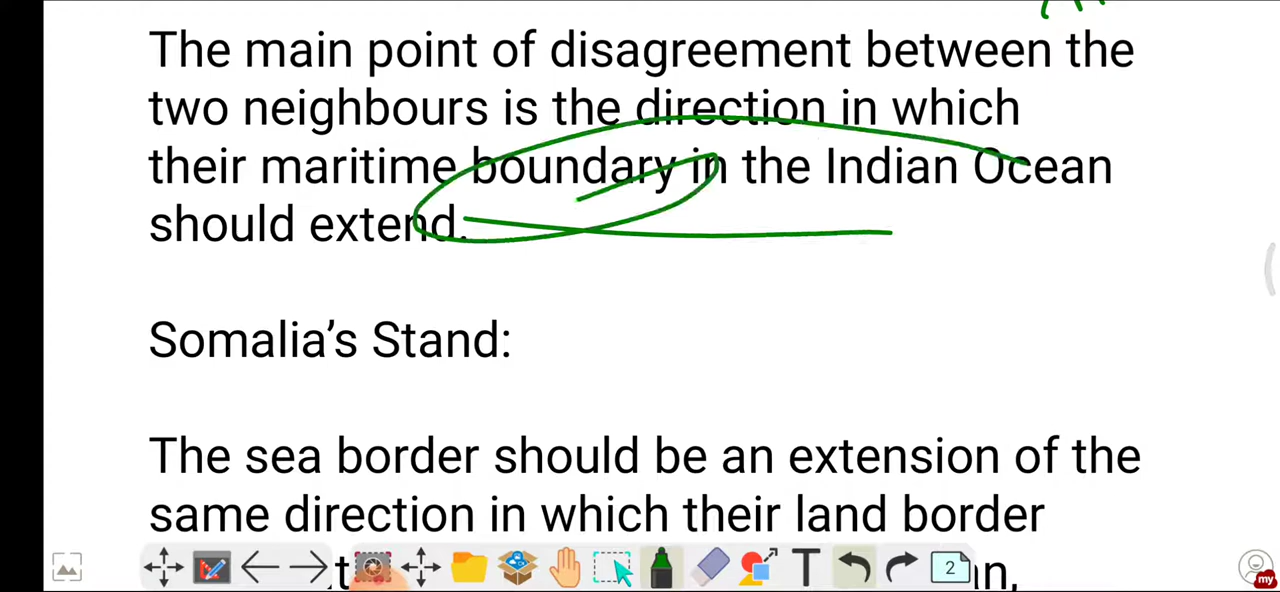 The main point of disagreement between the
two neighbours is the direction in which
their maritime boundary in the Indian Ocean
should extend.
Somalia's Stand:
The sea border should be an extension of the
same direction in which their land border
T
2
my